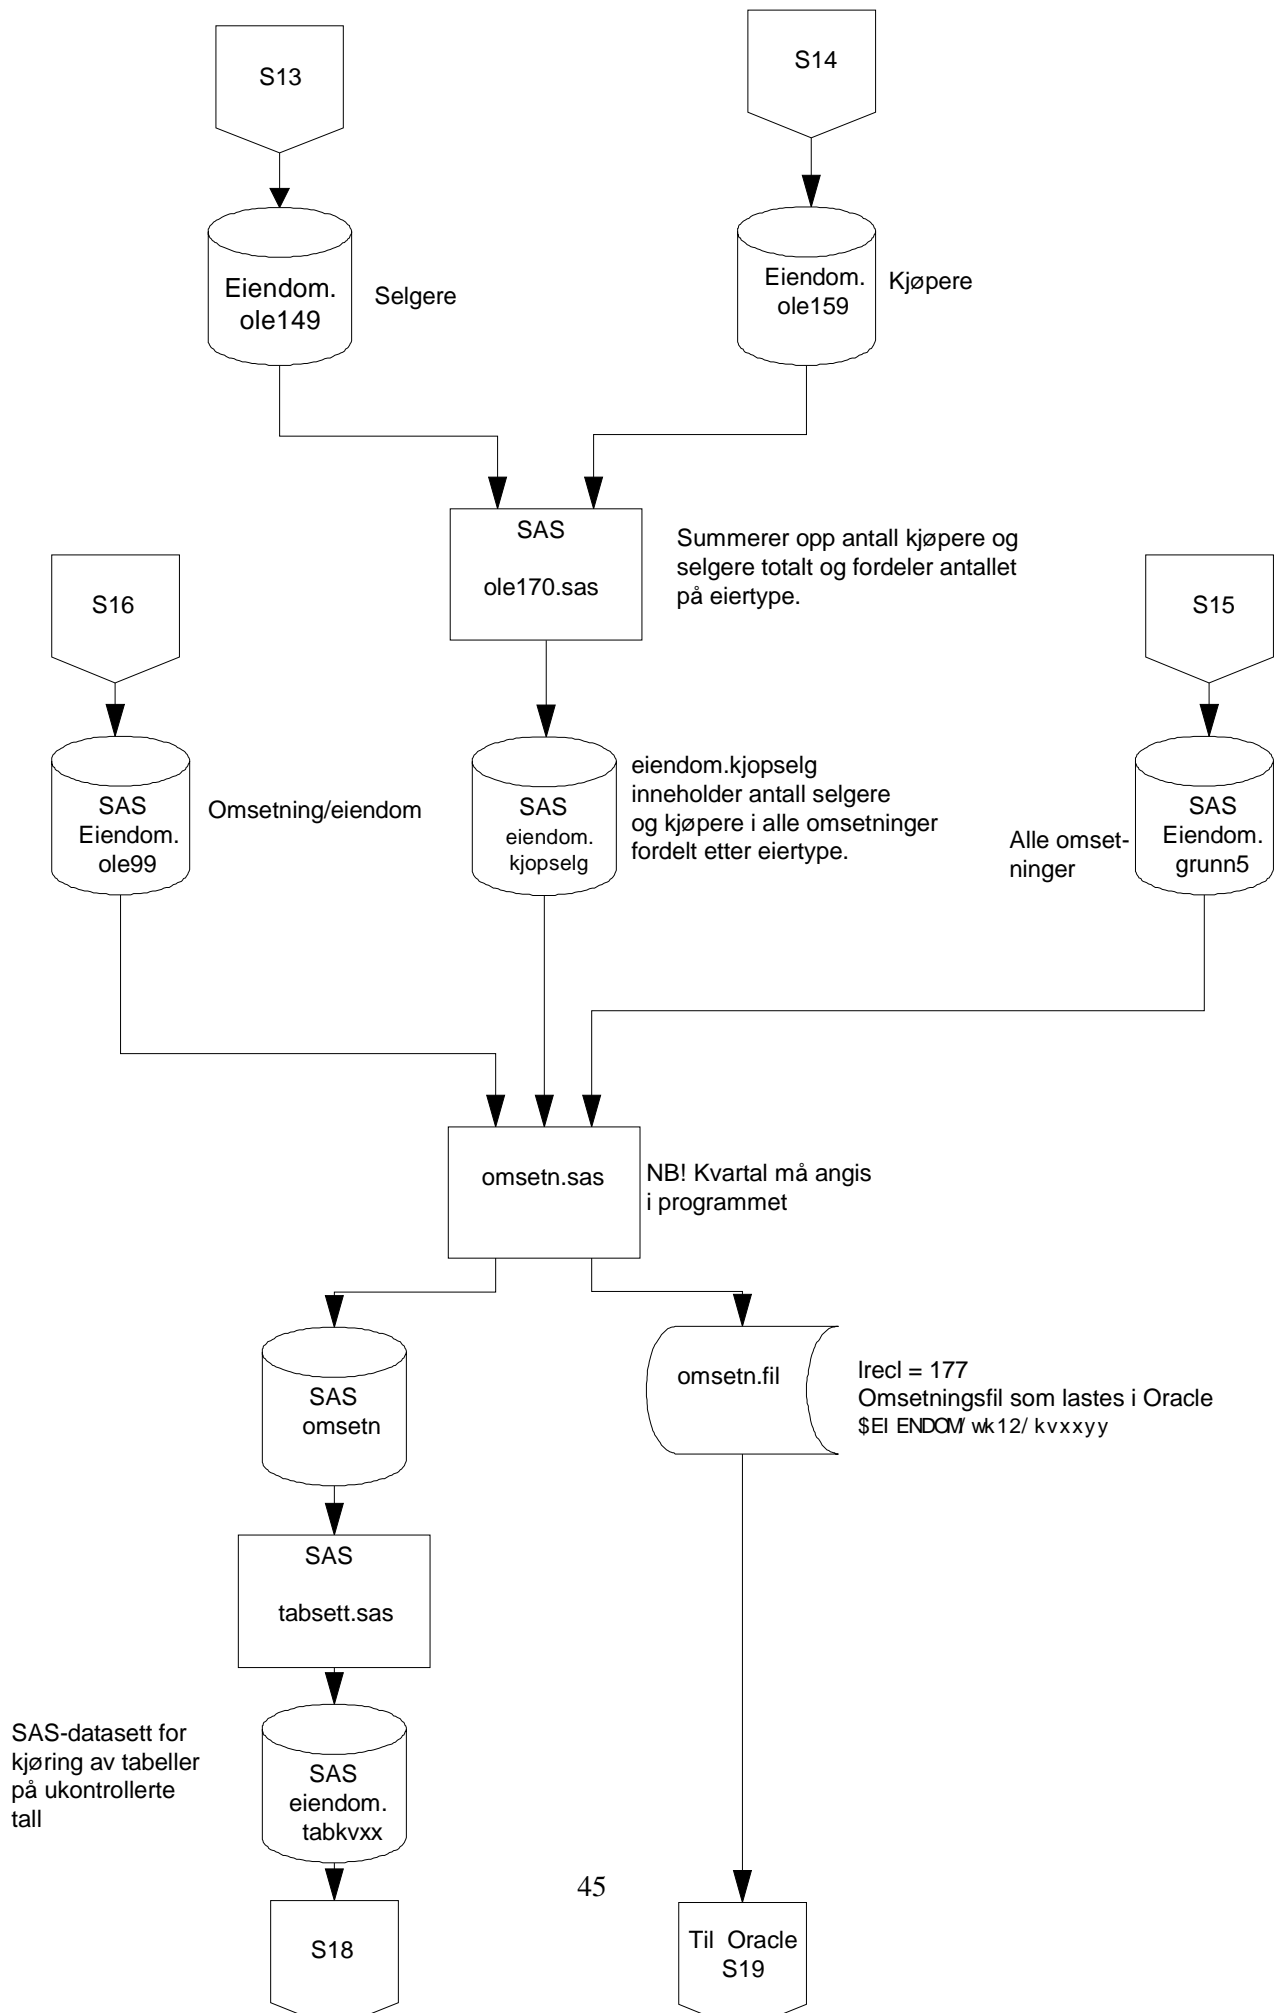 S13
S14
Eiendom.
ole149
Selgere
Eiendom.
ole159
Kjøpere
SAS
ole170.sas
Summerer opp antall kjøpere og
selgere totalt og fordeler antallet
på eiertype.
S16
S15
SAS
Eiendom.
ole99
Omsetning/eiendom
SAS
eiendom.
kjopselg
eiendom.kjopselg
inneholder antall selgere
og kjøpere i alle omsetninger
fordelt etter eiertype.
Alle omset-
ninger
SAS
Eiendom.
grunn5
omsetn.sas
NB! Kvartal må angis
i programmet
SAS
omsetn
omsetn.fil
lrecl = 177
Omsetningsfil som lastes i Oracle
$EIENDOM/wk12/kvxxyy
SAS
tabsett.sas
SAS-datasett for
kjøring av tabeller
på ukontrollerte
tall
SAS
eiendom.
tabkvxx
45
S18
Til Oracle
S19